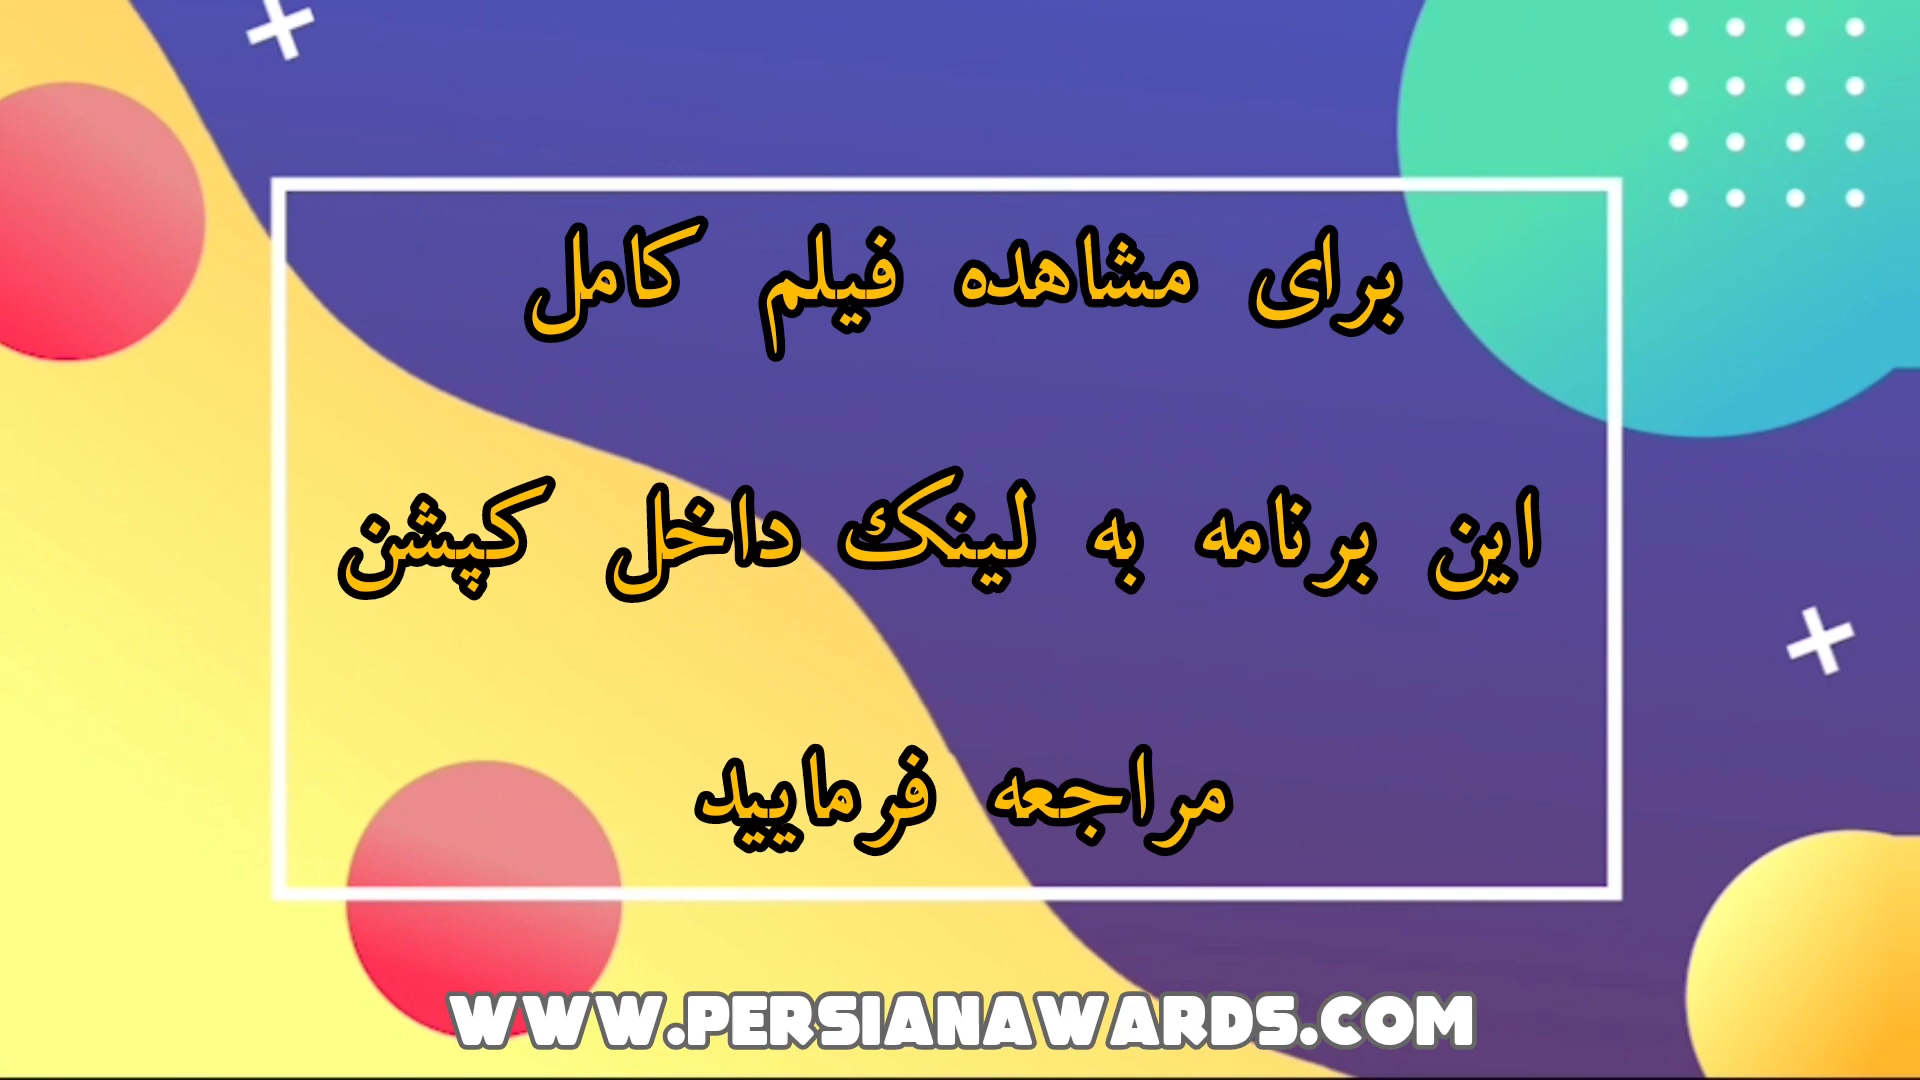 برای مشاهده فیلم کامل
این برنامه به لینک داخل کپشن
مراجعه فرمایید
WWW.PERSIANAWARDS.COM